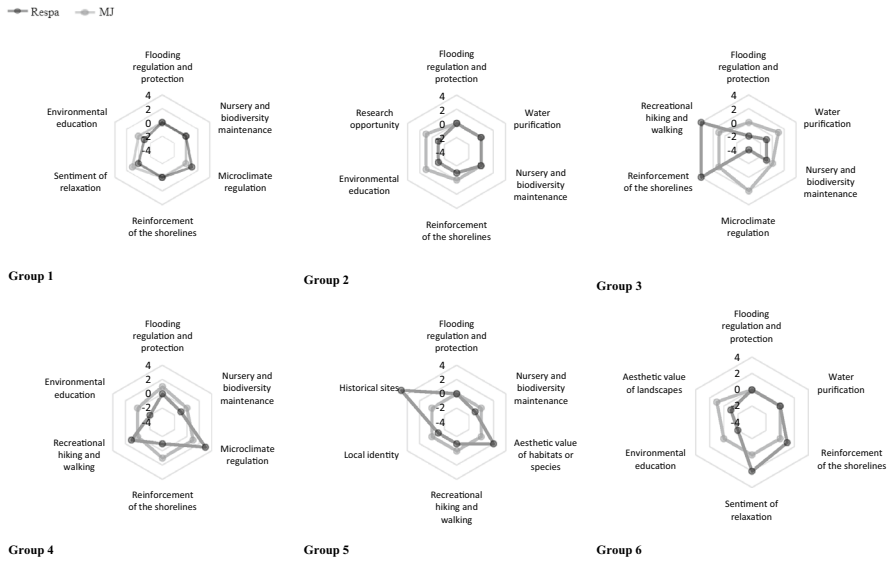 Respa MJ
Flooding
regulation and
protection
4
2
0
-2
-4
Nursery and
biodiversity
maintenance
Microclimate
regulation
Reinforcement
of the shorelines
Sentiment of
relaxation
Environmental
education
Group 1
Flooding
regulation and
protection
4
2
0
-2
-4
Water
purification
Nursery and
biodiversity
maintenance
Reinforcement
of the shorelines
Environmental
education
Research
opportunity
Group 2
Flooding
regulation and
protection
4
2
0
-2
-4
Water
purification
Nursery and
biodiversity
maintenance
Microclimate
regulation
Reinforcement
of the shorelines
Recreational
hiking and
walking
Group 3
Flooding
regulation and
protection
4
2
0
-2
-4
Nursery and
biodiversity
maintenance
Microclimate
regulation
Reinforcement
of the shorelines
Recreational
hiking and
walking
Environmental
education
Group 4
Flooding
regulation and
protection
4
2
0
-2
-4
Nursery and
biodiversity
maintenance
Aesthetic value
of habitats or
species
Recreational
hiking and
walking
Local identity
Historical sites
Group 5
Flooding
regulation and
protection
4
2
0
-2
-4
Water
purification
Reinforcement
of the shorelines
Sentiment of
relaxation
Environmental
education
Aesthetic value
of landscapes
Group 6